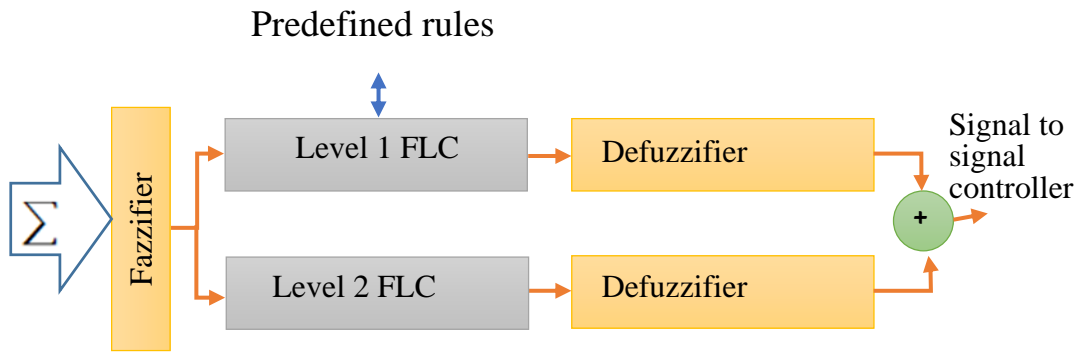 Predefined rules
Level 1 FLC
Defuzzifier
Signal to
signal
controller
∑
Fazzifier
+
Level 2 FLC
Defuzzifier